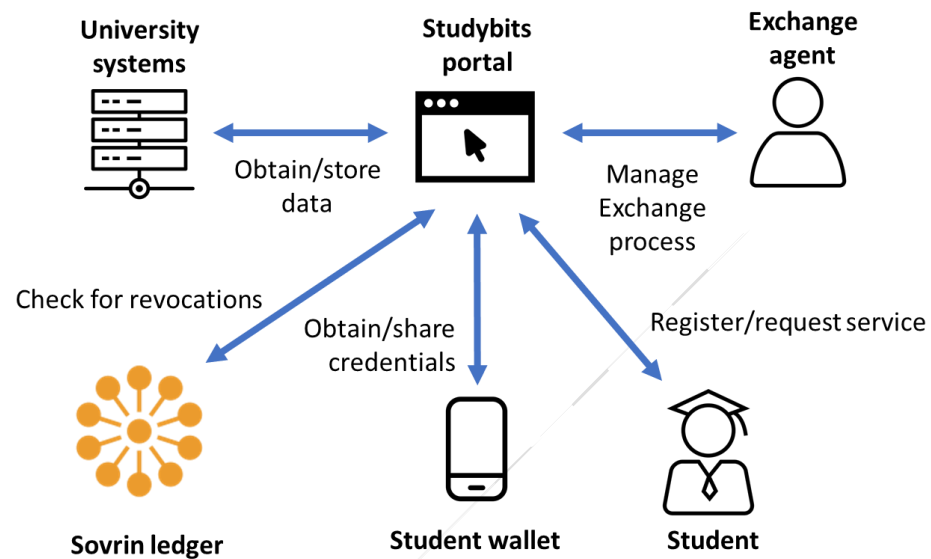 University
systems
Studybits
portal
Exchange
agent
Obtain/store
data
Manage
Exchange
process
Check for revocations
Obtain/share
credentials
Register/request service
Sovrin ledger
Student wallet
Student